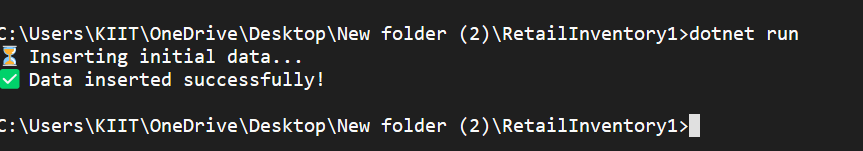 C:\Users\KIIT\OneDrive\Desktop\New folder (2)\RetailInventory1>dotnet run
⏳ Inserting initial data...
✅ Data inserted successfully!
C:\Users\KIIT\OneDrive\Desktop\New folder (2)\RetailInventory1>